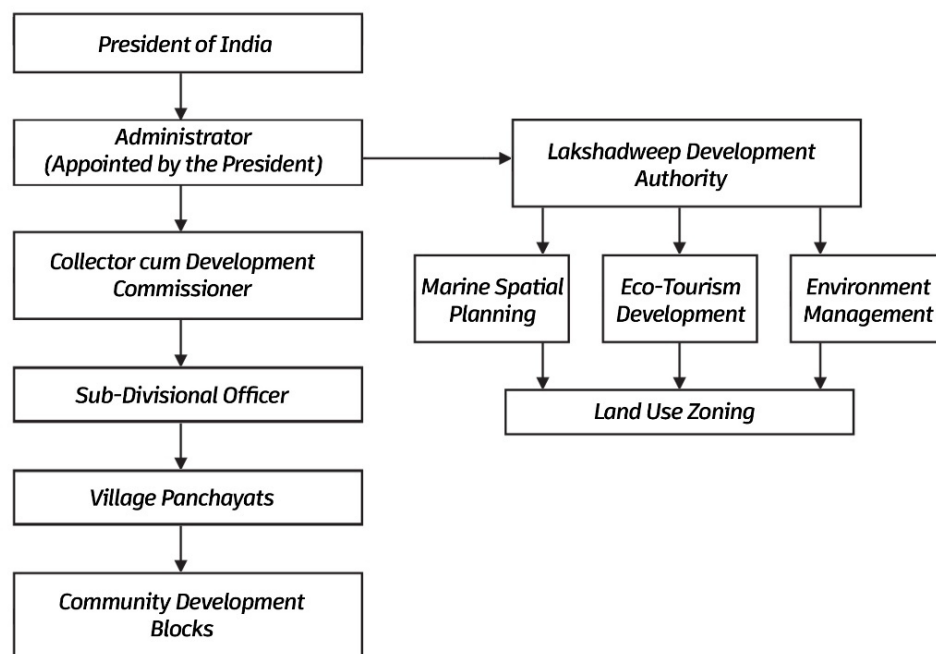 President of India
Administrator
(Appointed by the President)
Collector cum Development
Commissioner
Sub-Divisional Officer
Village Panchayats
Community Development
Blocks
Lakshadweep Development
Authority
Marine Spatial
Planning
Eco-Tourism
Development
Environment
Management
Land Use Zoning